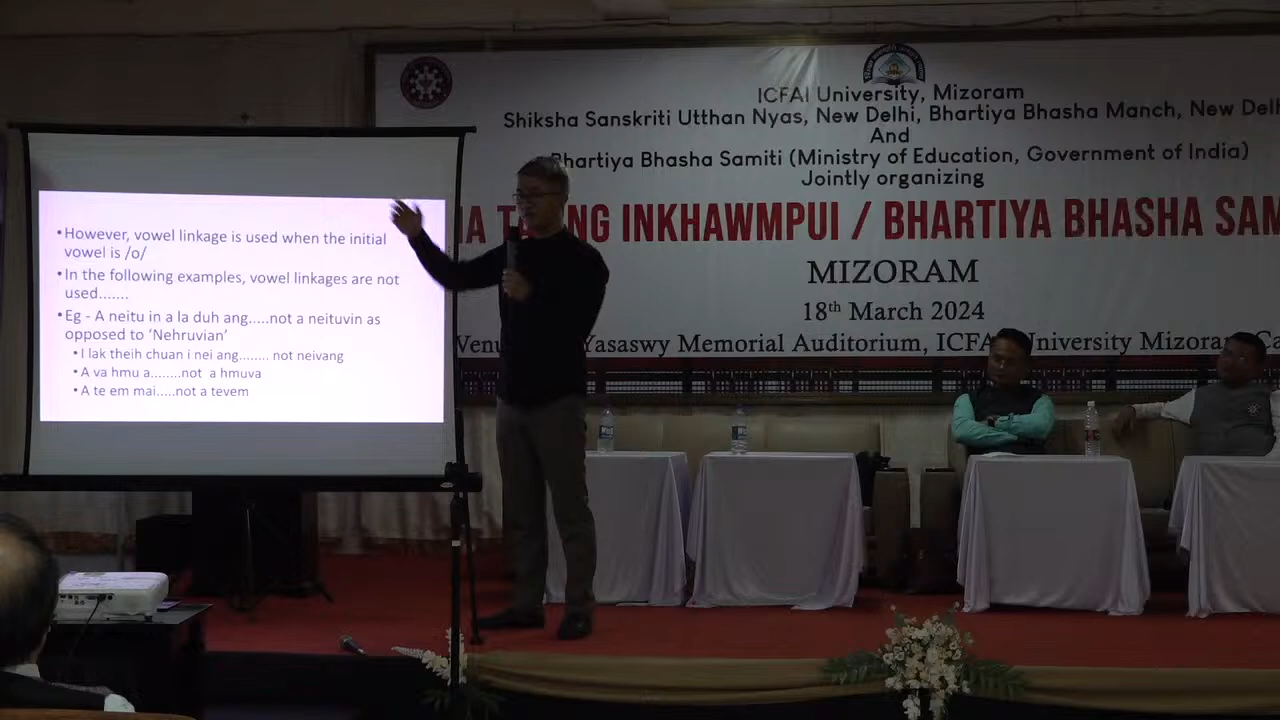 •However, vowel linkage is used when the initial
vowel is /o/
•In the following examples, vowel linkages are not
used.......
•Eg - A neitu in a la duh ang.....not a neituvin as
opposed to ‘Nehruvian’
•I lak theih chuan i nei ang........ not neivang
•A va hmu a........not a hmuva
•A te em mai.....not a tevem
ICFAI University, Mizoram
Shiksha Sanskriti Utthan Nyas, New Delhi, Bhartiya Bhasha Manch, New Delh
And
Bhartiya Bhasha Samiti (Ministry of Education, Government of India)
Jointly organizing
INKHAWMPUI / BHARTIYA BHASHA SAM
MIZORAM
18th March 2024
Venu Yasaswy Memorial Auditorium, ICFA University Mizoram Ca